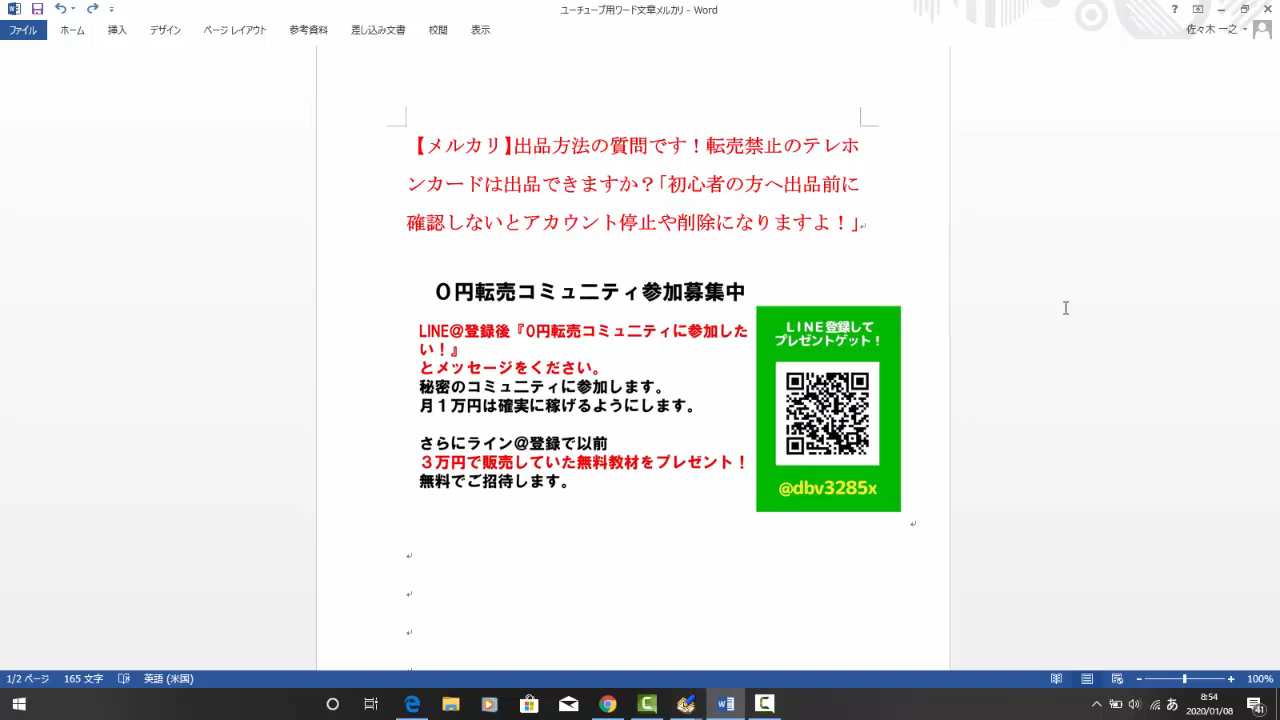 ユーチューブ用ワード文章メルカリ - Word
ファイル ホーム 挿入 デザイン ページ レイアウト 参考資料 差し込み文書 校閲 表示 佐々木 一之
【メルカリ】出品方法の質問です！転売禁止のテレホ
ンカードは出品できますか？「初心者の方へ出品前に
確認しないとアカウント停止や削除になりますよ！」
０円転売コミュ二ティ参加募集中
LINE@登録後『0円転売コミュ二ティに参加した
い！』
とメッセージをください。
秘密のコミュ二ティに参加します。
月１万円は確実に稼げるようにします。
さらにライン@登録で以前
３万円で販売していた無料教材をプレゼント！
無料でご招待します。
LINE登録して
プレゼントゲット！
@dbv3285x
1/2 ページ 165 文字 英語 (米国) 100%
あ 8:54
2020/01/08
41